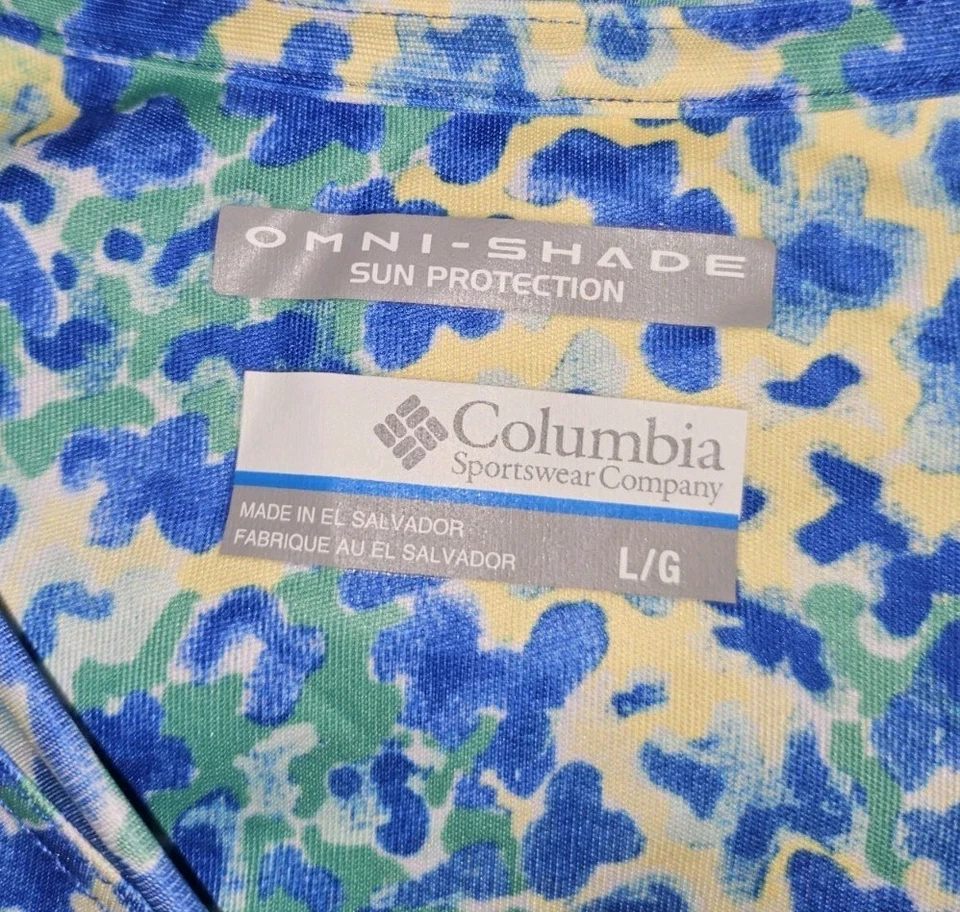 OMNI-SHADE
SUN PROTECTION
Columbia
Sportswear Company
MADE IN EL SALVADOR
FABRIQUE AU EL SALVADOR
L/G